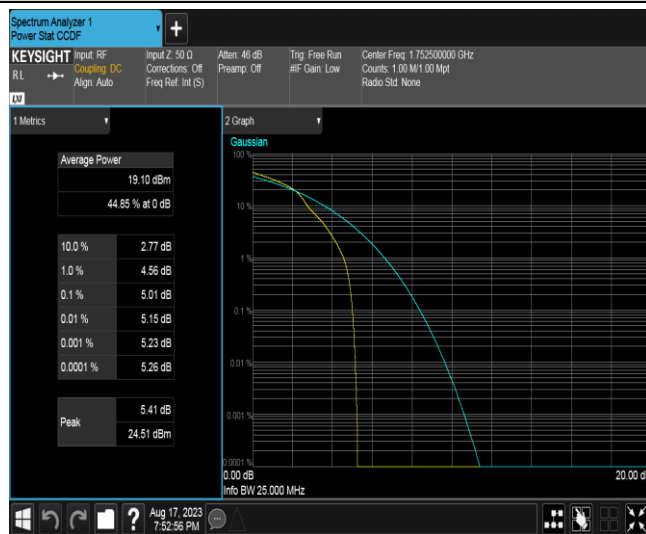 Spectrum Analyzer 1
Power Stat CCDF
KEYSIGHT
RL
Input: RF
Coupling: DC
Align: Auto
Input Z: 50 Ω
Corrections: Off
Freq Ref: Int (S)
Atten: 46 dB
Preamp: Off
Trig: Free Run
#IF Gain: Low
Center Freq: 1.752500000 GHz
Counts: 1.00 M/1.00 Mpt
Radio Std: None
LXI
1 Metrics
Average Power
19.10 dBm
44.85 % at 0 dB
10.0 % 2.77 dB
1.0 % 4.56 dB
0.1 % 5.01 dB
0.01 % 5.15 dB
0.001 % 5.23 dB
0.0001 % 5.26 dB
Peak
5.41 dB
24.51 dBm
2 Graph
Gaussian
100 %
10 %
1 %
0.1 %
0.01 %
0.001 %
0.0001 %
0.00 dB
20.00 d
Info BW 25.000 MHz
?
Aug 17, 2023
7:52:56 PM